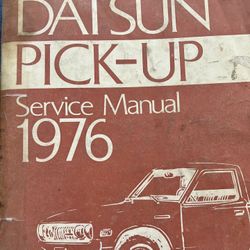 DATSUN
PICK-UP
Service Manual
1976